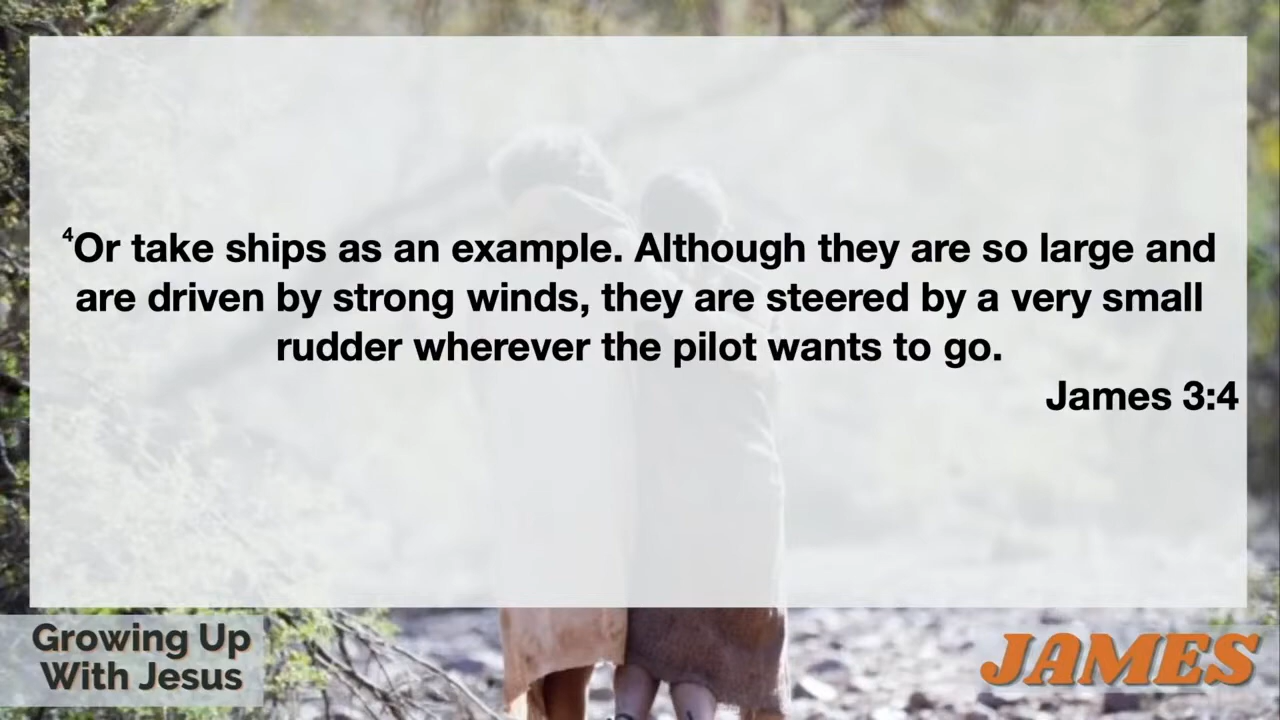 ⁴Or take ships as an example. Although they are so large and
are driven by strong winds, they are steered by a very small
rudder wherever the pilot wants to go.
James 3:4
Growing Up
With Jesus
JAMES